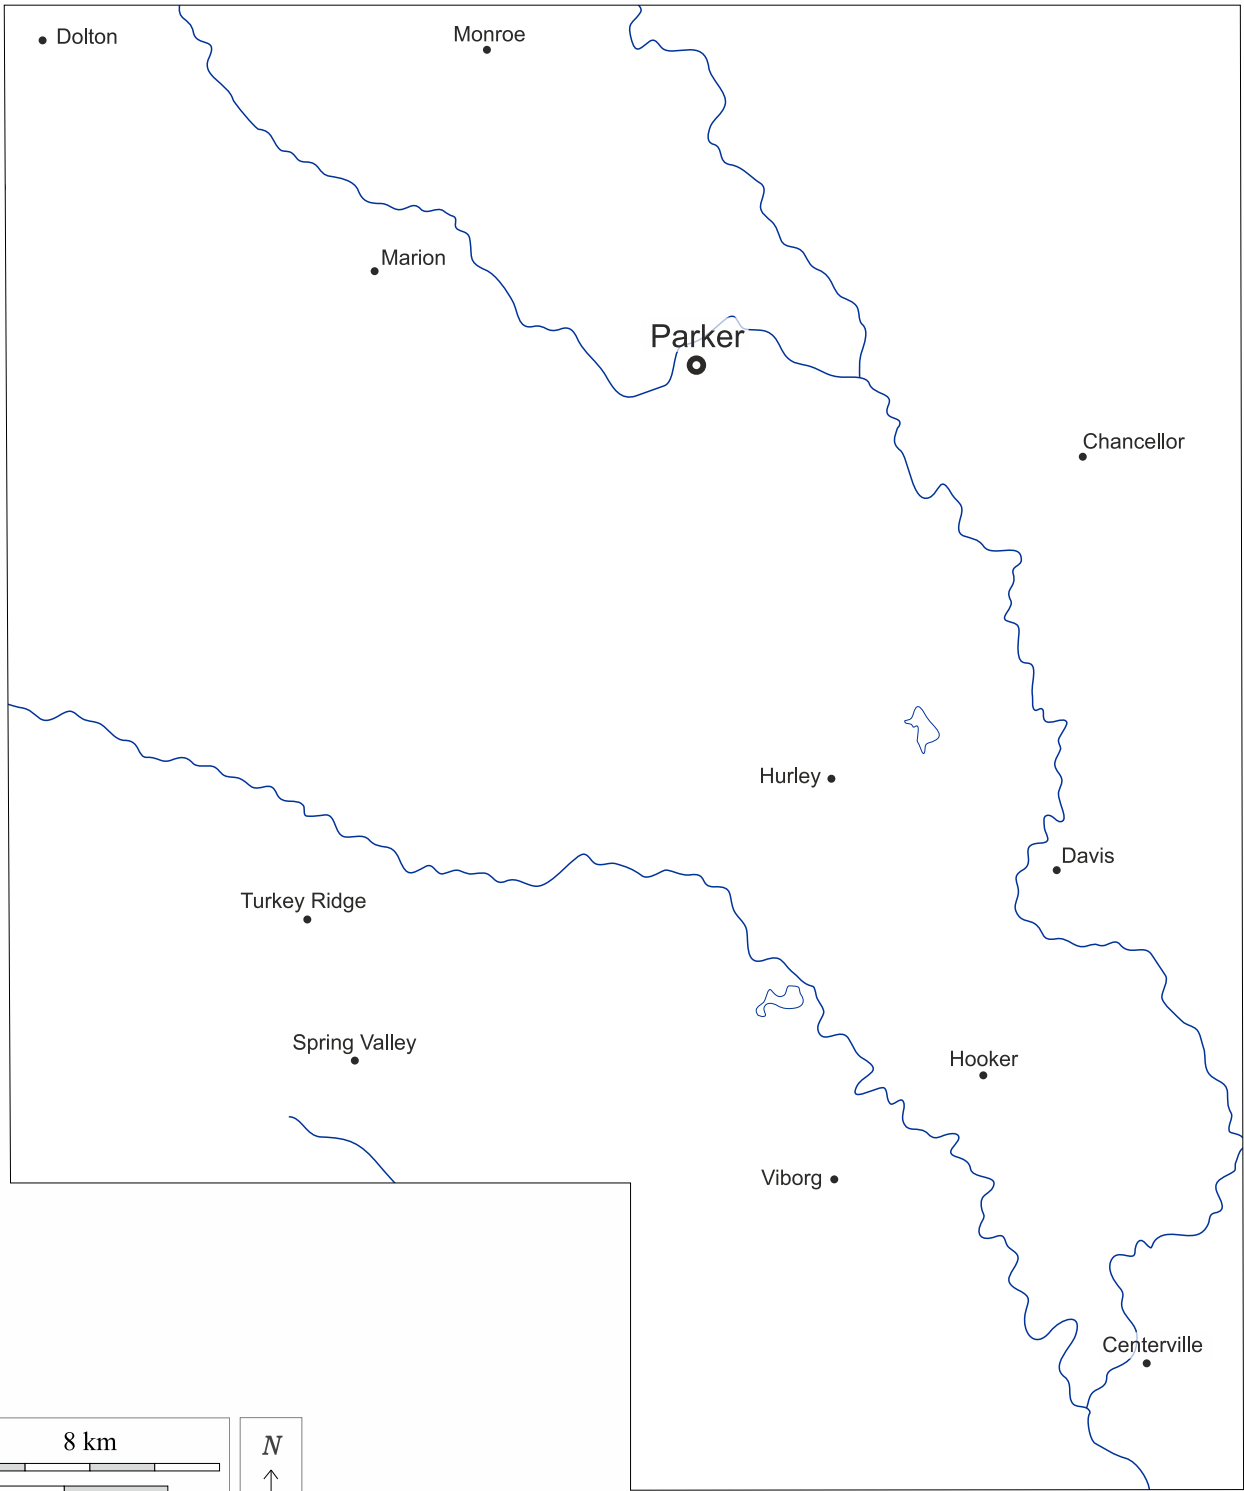 Dolton
Monroe
Marion
Parker
Chancellor
Hurley
Davis
Turkey Ridge
Spring Valley
Hooker
Viborg
Centerville
8 km
N